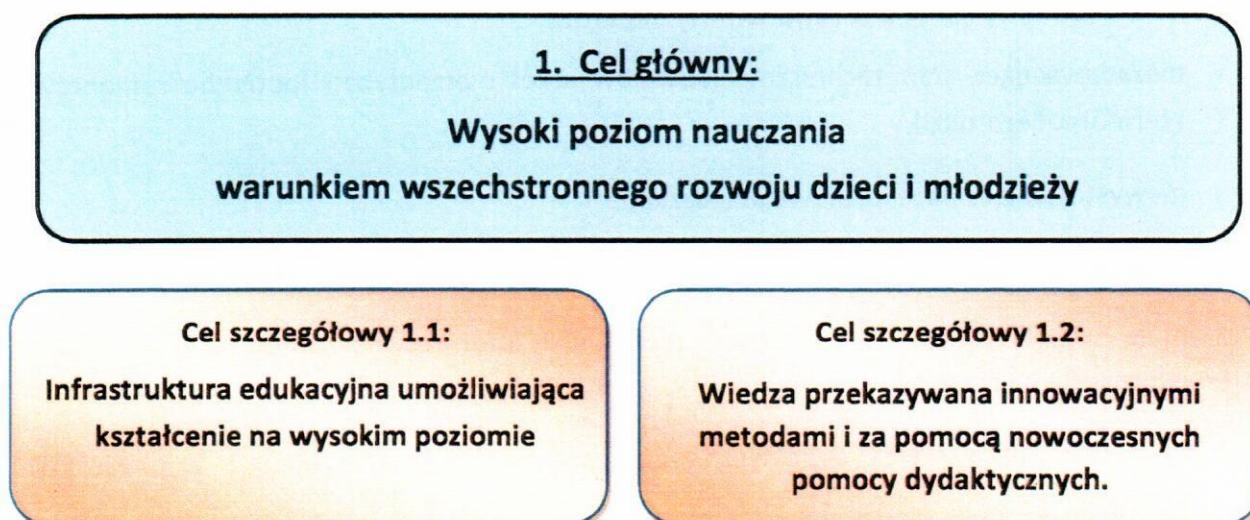 1. Cel główny:
Wysoki poziom nauczania
warunkiem wszechstronnego rozwoju dzieci i młodzieży
Cel szczegółowy 1.1:
Infrastruktura edukacyjna umożliwiająca
kształcenie na wysokim poziomie
Cel szczegółowy 1.2:
Wiedza przekazywana innowacyjnymi
metodami i za pomocą nowoczesnych
pomocy dydaktycznych.